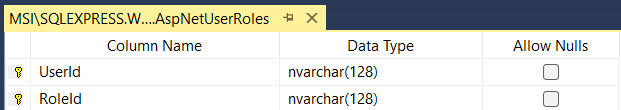 MSI\SQLEXPRESS.W....AspNetUserRoles
Column Name Data Type Allow Nulls
UserId nvarchar(128)
RoleId nvarchar(128)